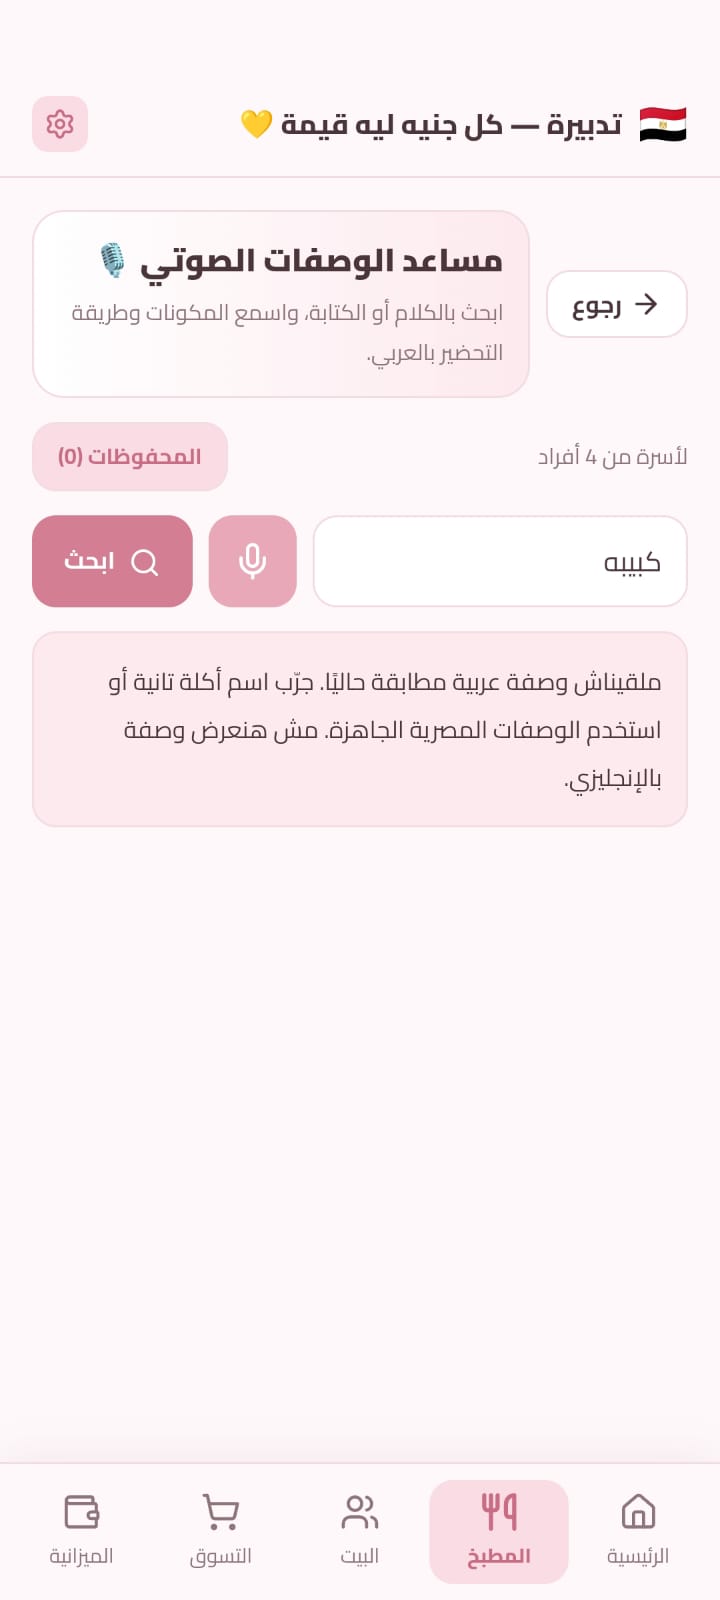 تدبيرة — كل جنيه ليه قيمة 💛
رجوع
مساعد الوصفات الصوتي 🎙️
ابحث بالكلام أو الكتابة، واسمع المكونات وطريقة
التحضير بالعربي.
لأسرة من 4 أفراد
المحفوظات (0)
كبيبه
ابحث
ملقيناش وصفة عربية مطابقة حاليًا. جرّب اسم أكلة تانية أو
استخدم الوصفات المصرية الجاهزة. مش هنعرض وصفة
بالإنجليزي.
الرئيسية
المطبخ
البيت
التسوق
الميزانية